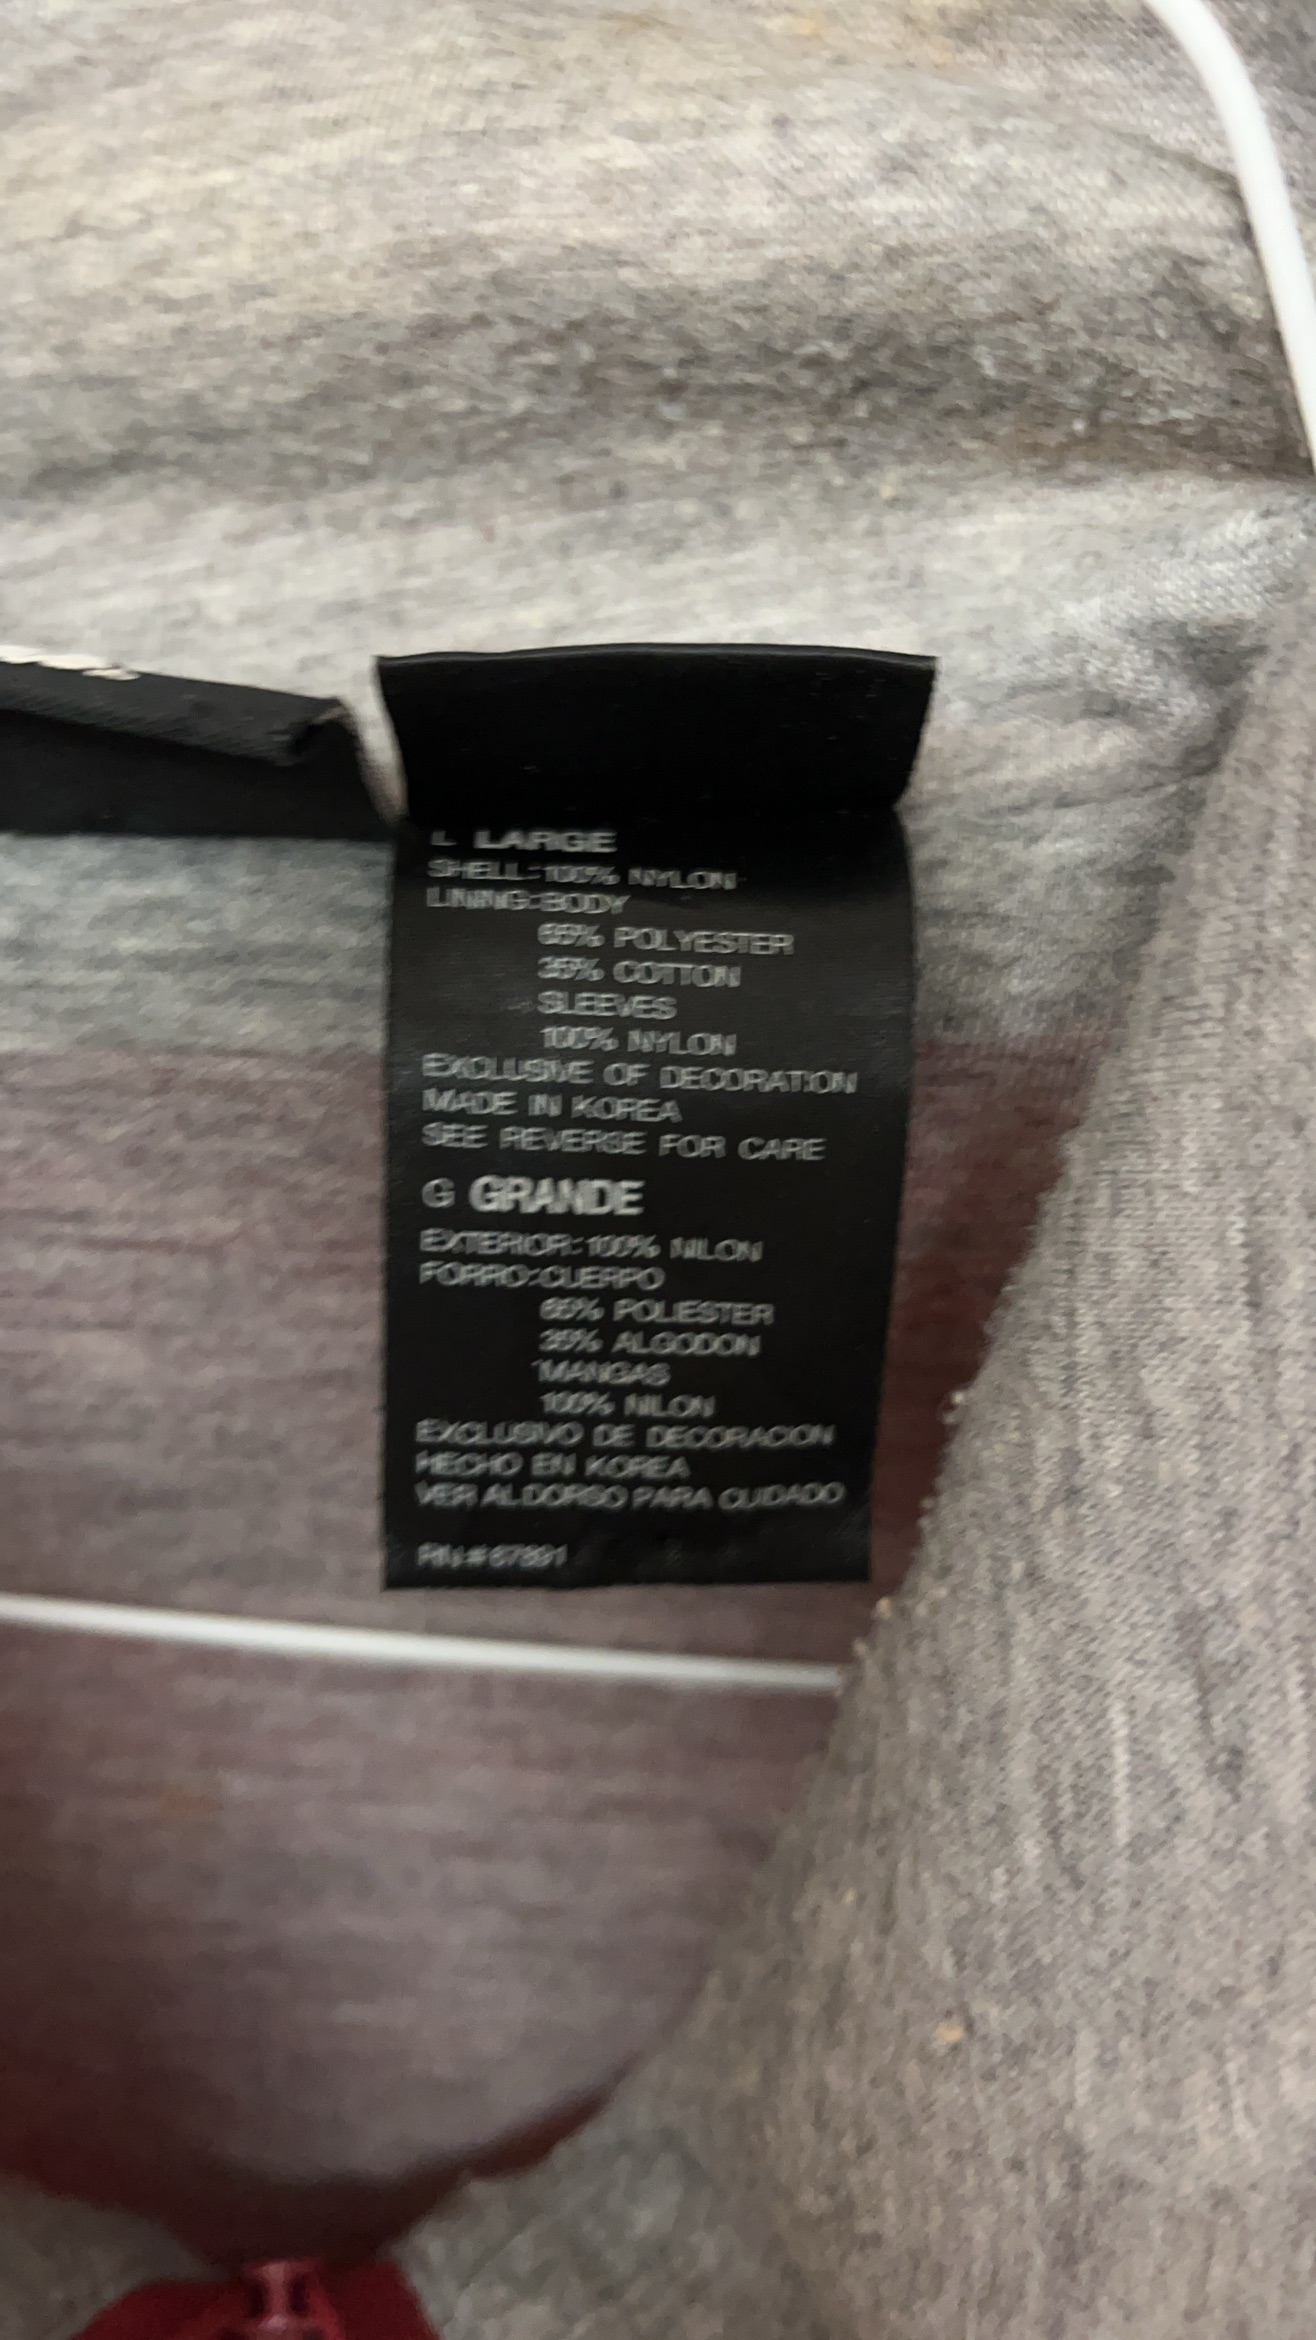 L LARGE
SHELL:100% NYLON
LINING:BODY
65% POLYESTER
35% COTTON
SLEEVES
100% NYLON
EXCLUSIVE OF DECORATION
MADE IN KOREA
SEE REVERSE FOR CARE
G GRANDE
EXTERIOR:100% NILON
FORRO:CUERPO
65% POLIESTER
35% ALGODON
MANGAS
100% NILON
EXCLUSIVO DE DECORACION
HECHO EN KOREA
VER AL DORSO PARA CUIDADO
RN#67891